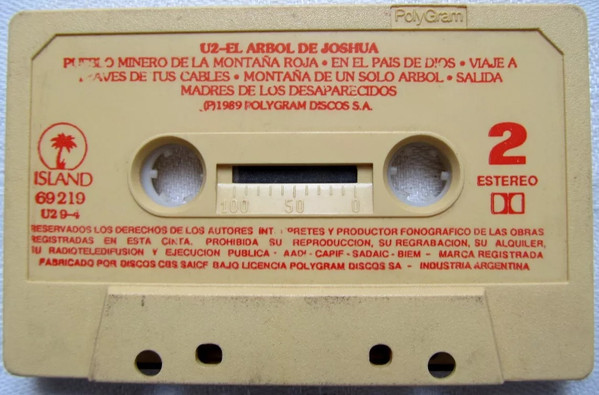 PolyGram
U2-EL ARBOL DE JOSHUA
MINERO DE LA MONTAÑA ROJA • EN EL PAIS DE DIOS • VIAJE A
DE TUS CABLES • MONTAÑA DE UN SOLO ARBOL • SALIDA
MADRES DE LOS DESAPARECIDOS
(P)1989 POLYGRAM DISCOS S.A.
2
ESTEREO
ISLAND
69219
U2 9-4
100 50 0
RESERVADOS LOS DERECHOS DE LOS AUTORES Y PRODUCTOR FONOGRAFICO DE LAS OBRAS
REGISTRADAS EN ESTA CINTA. PROHIBIDA SU REPRODUCCION, SU REGRABACION, SU ALQUILER,
SU RADIOTELEDIFUSION Y EJECUCION PUBLICA - AADI - CAPIF - SADAIC - BIEM - MARCA REGISTRADA
FABRICADO POR DISCOS CBS SAICF BAJO LICENCIA POLYGRAM DISCOS SA - INDUSTRIA ARGENTINA